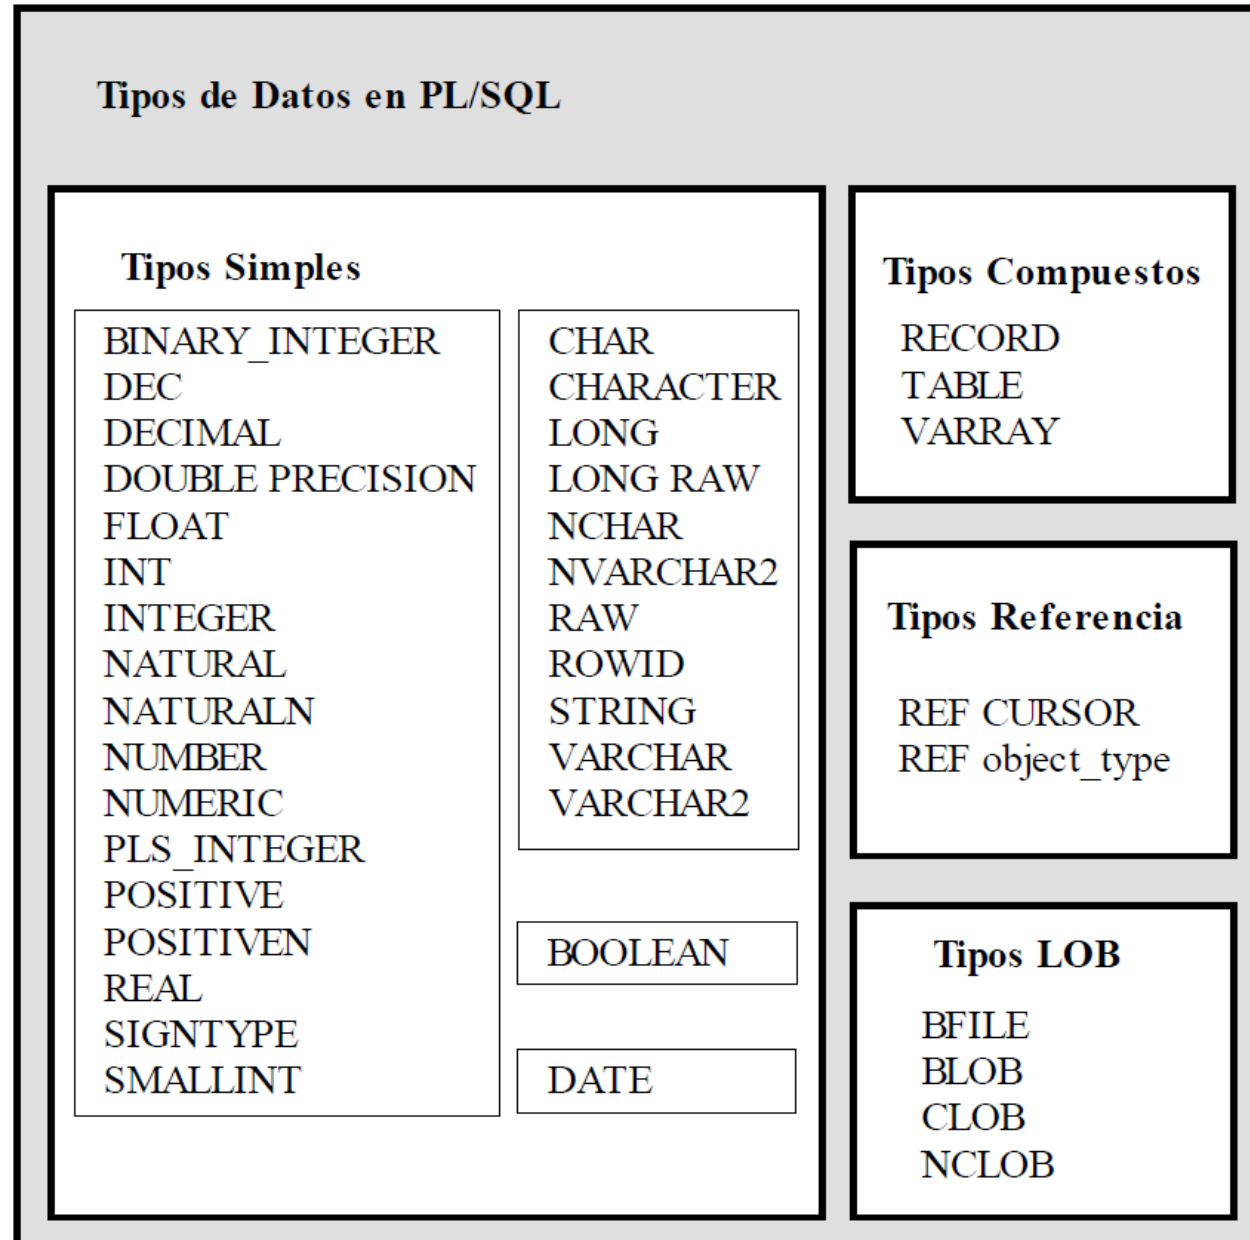 Tipos de Datos en PL/SQL
Tipos Simples
BINARY_INTEGER
DEC
DECIMAL
DOUBLE PRECISION
FLOAT
INT
INTEGER
NATURAL
NATURALN
NUMBER
NUMERIC
PLS_INTEGER
POSITIVE
POSITIVEN
REAL
SIGNTYPE
SMALLINT
CHAR
CHARACTER
LONG
LONG RAW
NCHAR
NVARCHAR2
RAW
ROWID
STRING
VARCHAR
VARCHAR2
BOOLEAN
DATE
Tipos Compuestos
RECORD
TABLE
VARRAY
Tipos Referencia
REF CURSOR
REF object_type
Tipos LOB
BFILE
BLOB
CLOB
NCLOB